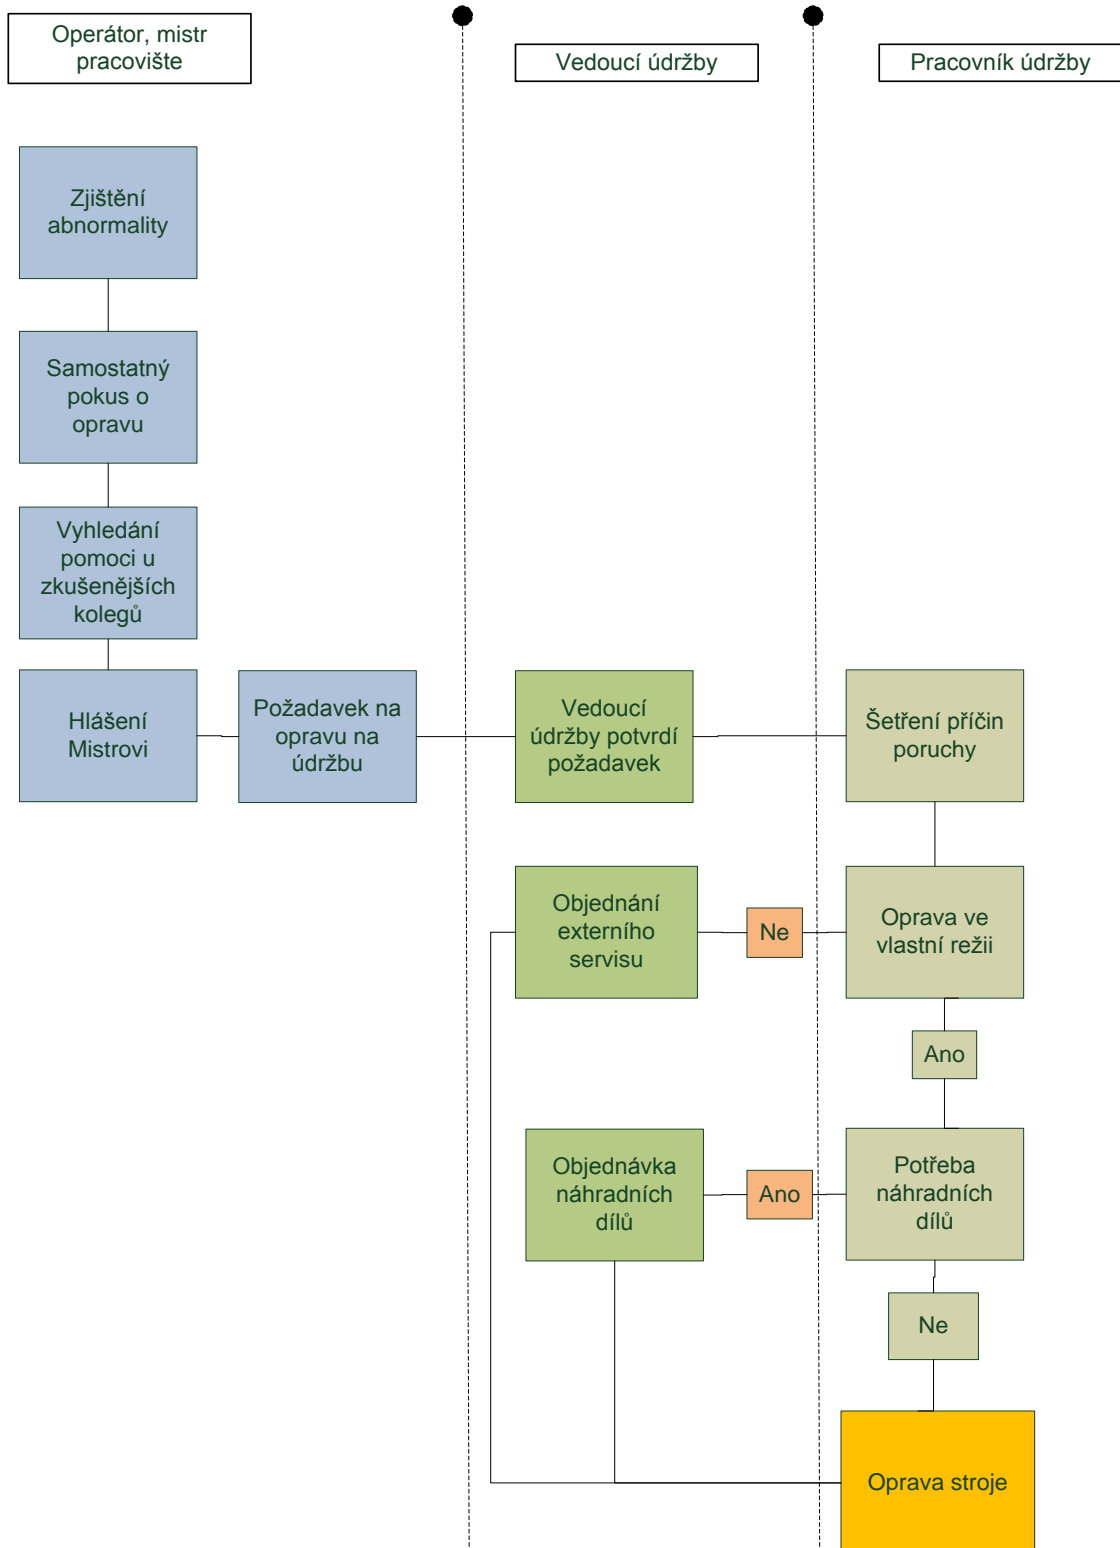 Operátor, mistr
pracovište
Vedoucí údržby
Pracovník údržby
Zjištění
abnormality
Samostatný
pokus o
opravu
Vyhledání
pomoci u
zkušenějších
kolegů
Hlášení
Mistrovi
Požadavek na
opravu na
údržbu
Vedoucí
údržby potvrdí
požadavek
Šetření příčin
poruchy
Objednání
externího
servisu
Ne
Oprava ve
vlastní režii
Ano
Objednávka
náhradních
dílů
Ano
Potřeba
náhradních
dílů
Ne
Oprava stroje